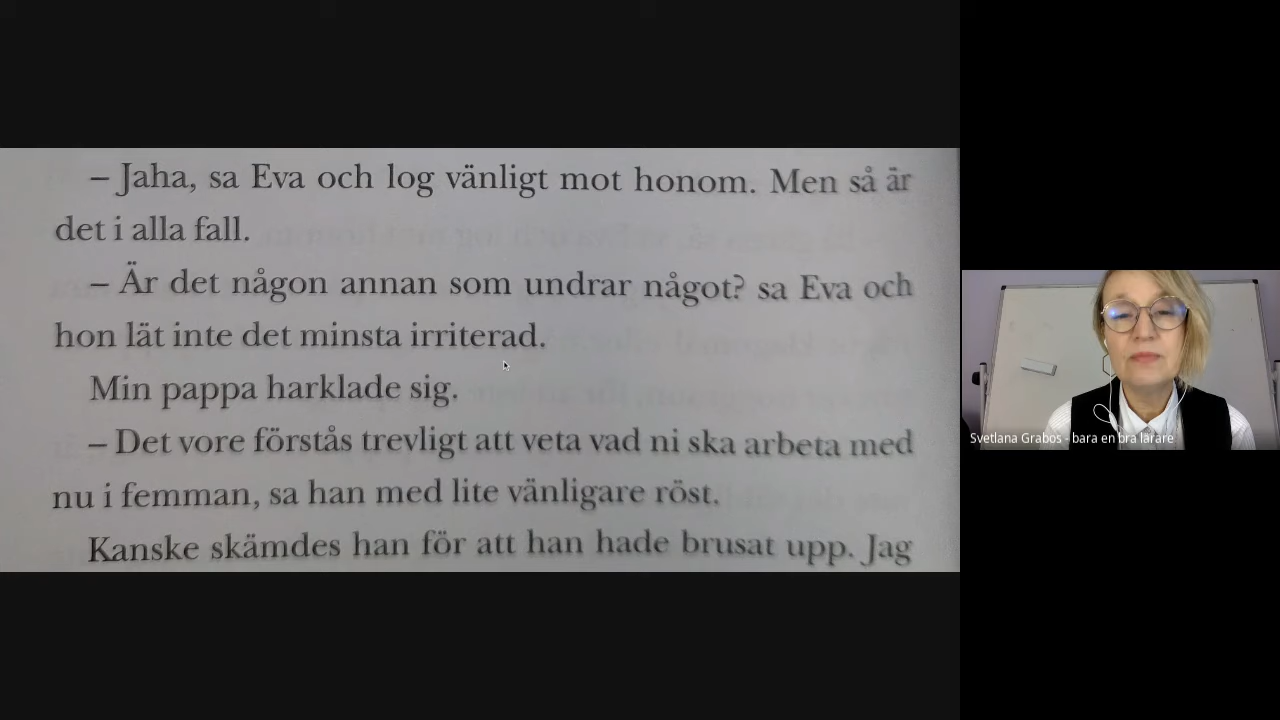 – Jaha, sa Eva och log vänligt mot honom. Men så är
det i alla fall.
– Är det någon annan som undrar något? sa Eva och
hon lät inte det minsta irriterad.
Min pappa harklade sig.
– Det vore förstås trevligt att veta vad ni ska arbeta med
nu i femman, sa han med lite vänligare röst.
Kanske skämdes han för att han hade brusat upp. Jag
Svetlana Grabos - bara en bra lärare